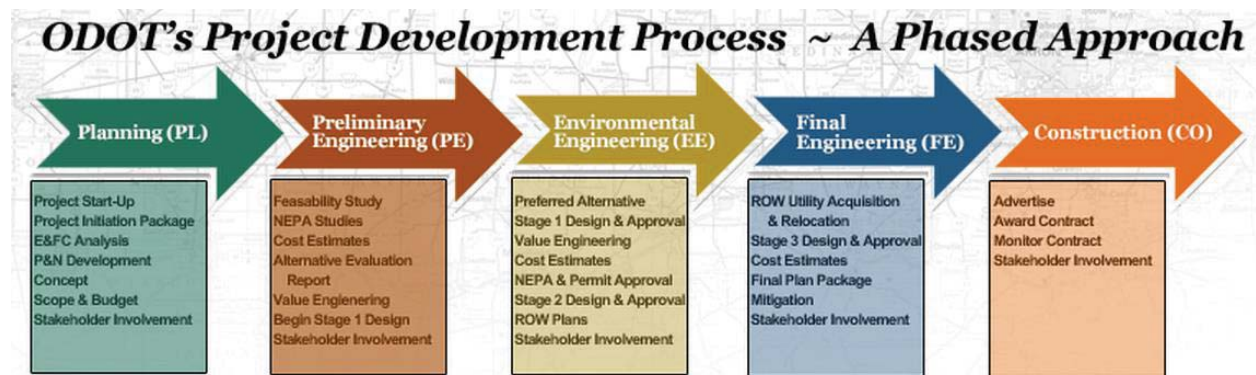 ODOT's Project Development Process ~ A Phased Approach
Planning (PL)
Project Start-Up
Project Initiation Package
E&FC Analysis
P&N Development
Concept
Scope & Budget
Stakeholder Involvement
Preliminary
Engineering (PE)
Feasability Study
NEPA Studies
Cost Estimates
Alternative Evaluation
Report
Value Engienering
Begin Stage 1 Design
Stakeholder Involvement
Environmental
Engineering (EE)
Preferred Alternative
Stage 1 Design & Approval
Value Engineering
Cost Estimates
NEPA & Permit Approval
Stage 2 Design & Approval
ROW Plans
Stakeholder Involvement
Final
Engineering (FE)
ROW Utility Acquisition
& Relocation
Stage 3 Design & Approval
Cost Estimates
Final Plan Package
Mitigation
Stakeholder Involvement
Construction (CO)
Advertise
Award Contract
Monitor Contract
Stakeholder Involvement